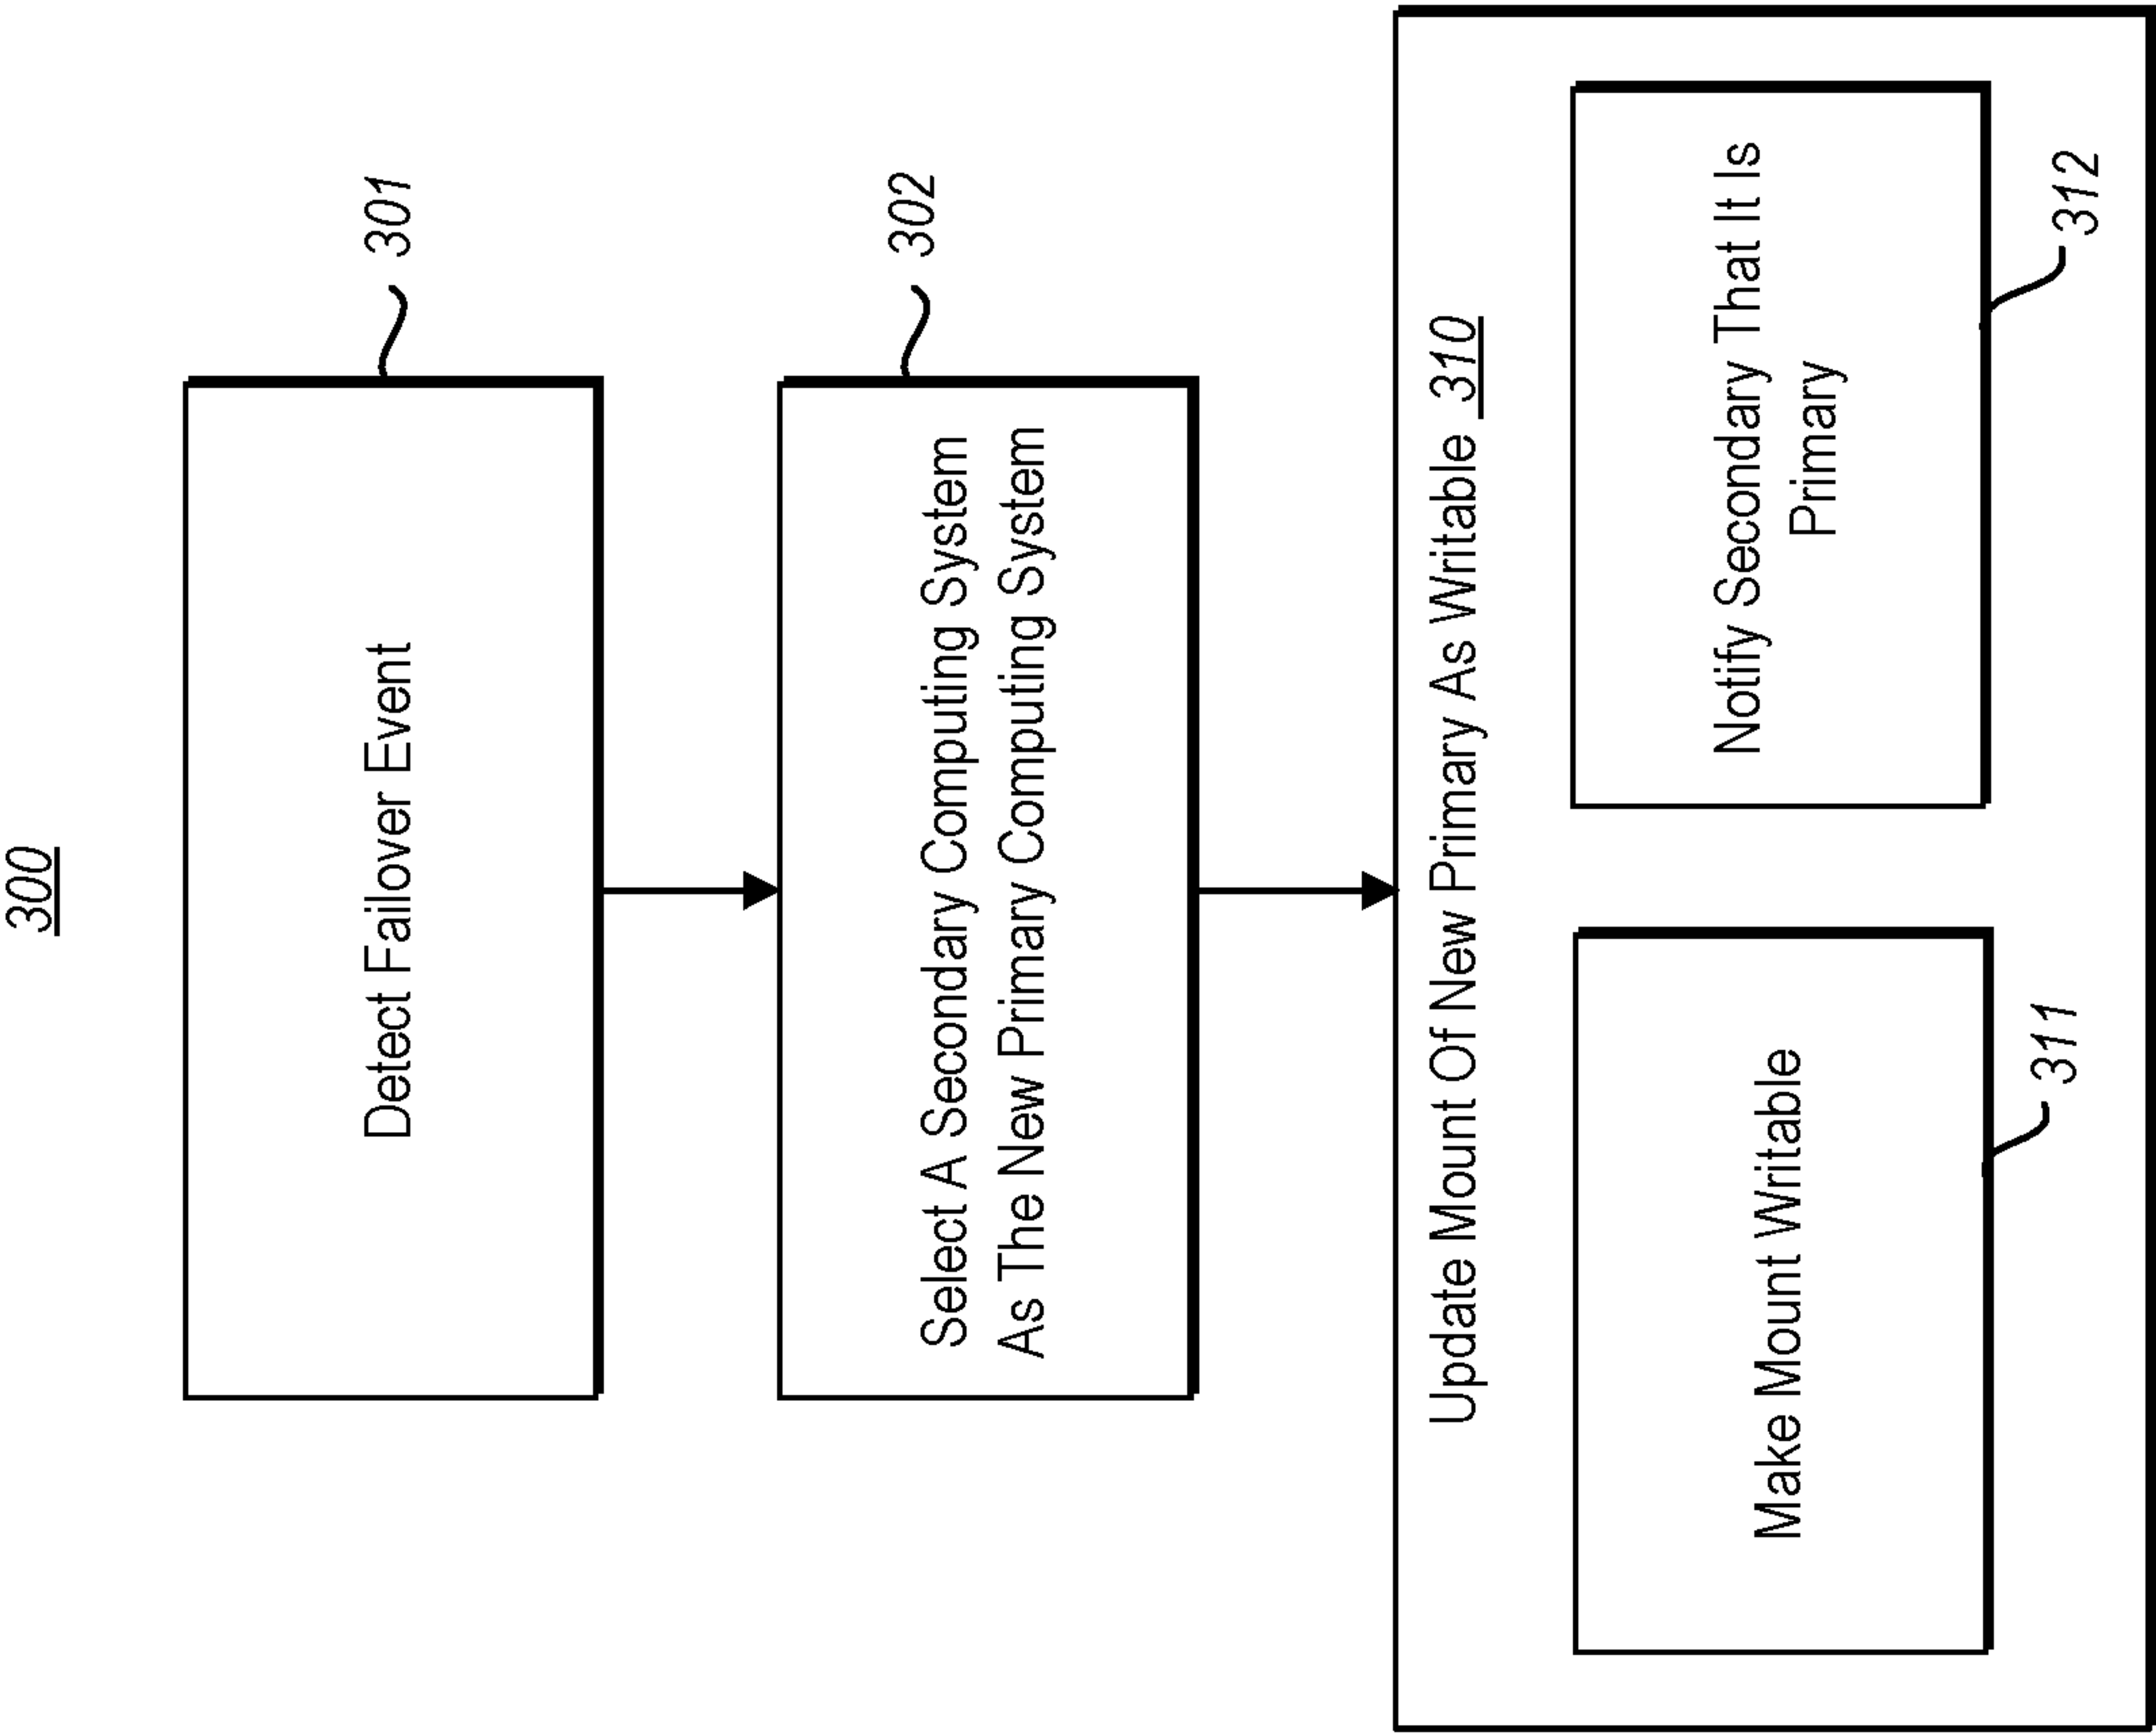 300
Detect Failover Event
301
Select A Secondary Computing System
As The New Primary Computing System
302
Update Mount Of New Primary As Writable 310
Make Mount Writable
311
Notify Secondary That It Is
Primary
312